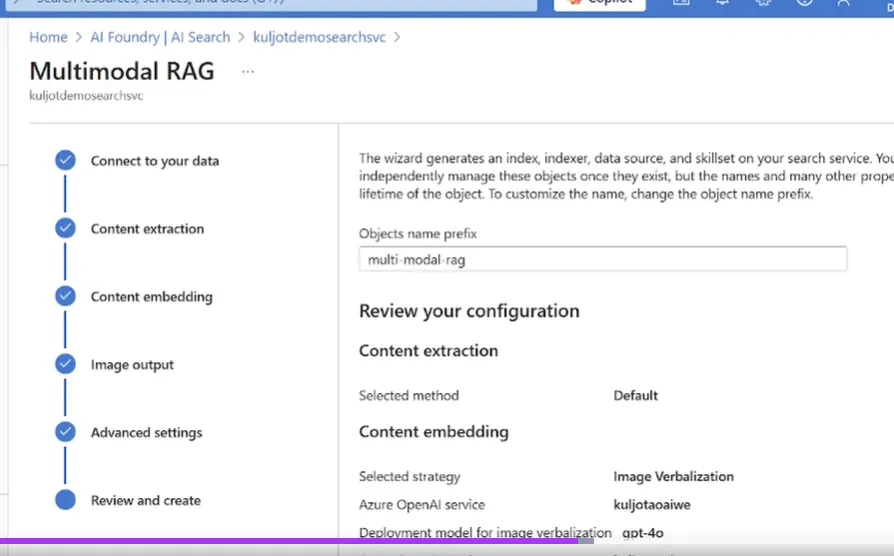 Search resources, services, and docs (G+/)
Copilot
Home > AI Foundry | AI Search > kuljotdemosearchsvc >
Multimodal RAG ...
kuljotdemosearchsvc
Connect to your data
Content extraction
Content embedding
Image output
Advanced settings
Review and create
The wizard generates an index, indexer, data source, and skillset on your search service. You
independently manage these objects once they exist, but the names and many other prope
lifetime of the object. To customize the name, change the object name prefix.
Objects name prefix
multi-modal-rag
Review your configuration
Content extraction
Selected method Default
Content embedding
Selected strategy Image Verbalization
Azure OpenAI service kuljotaoaiwe
Deployment model for image verbalization gpt-4o